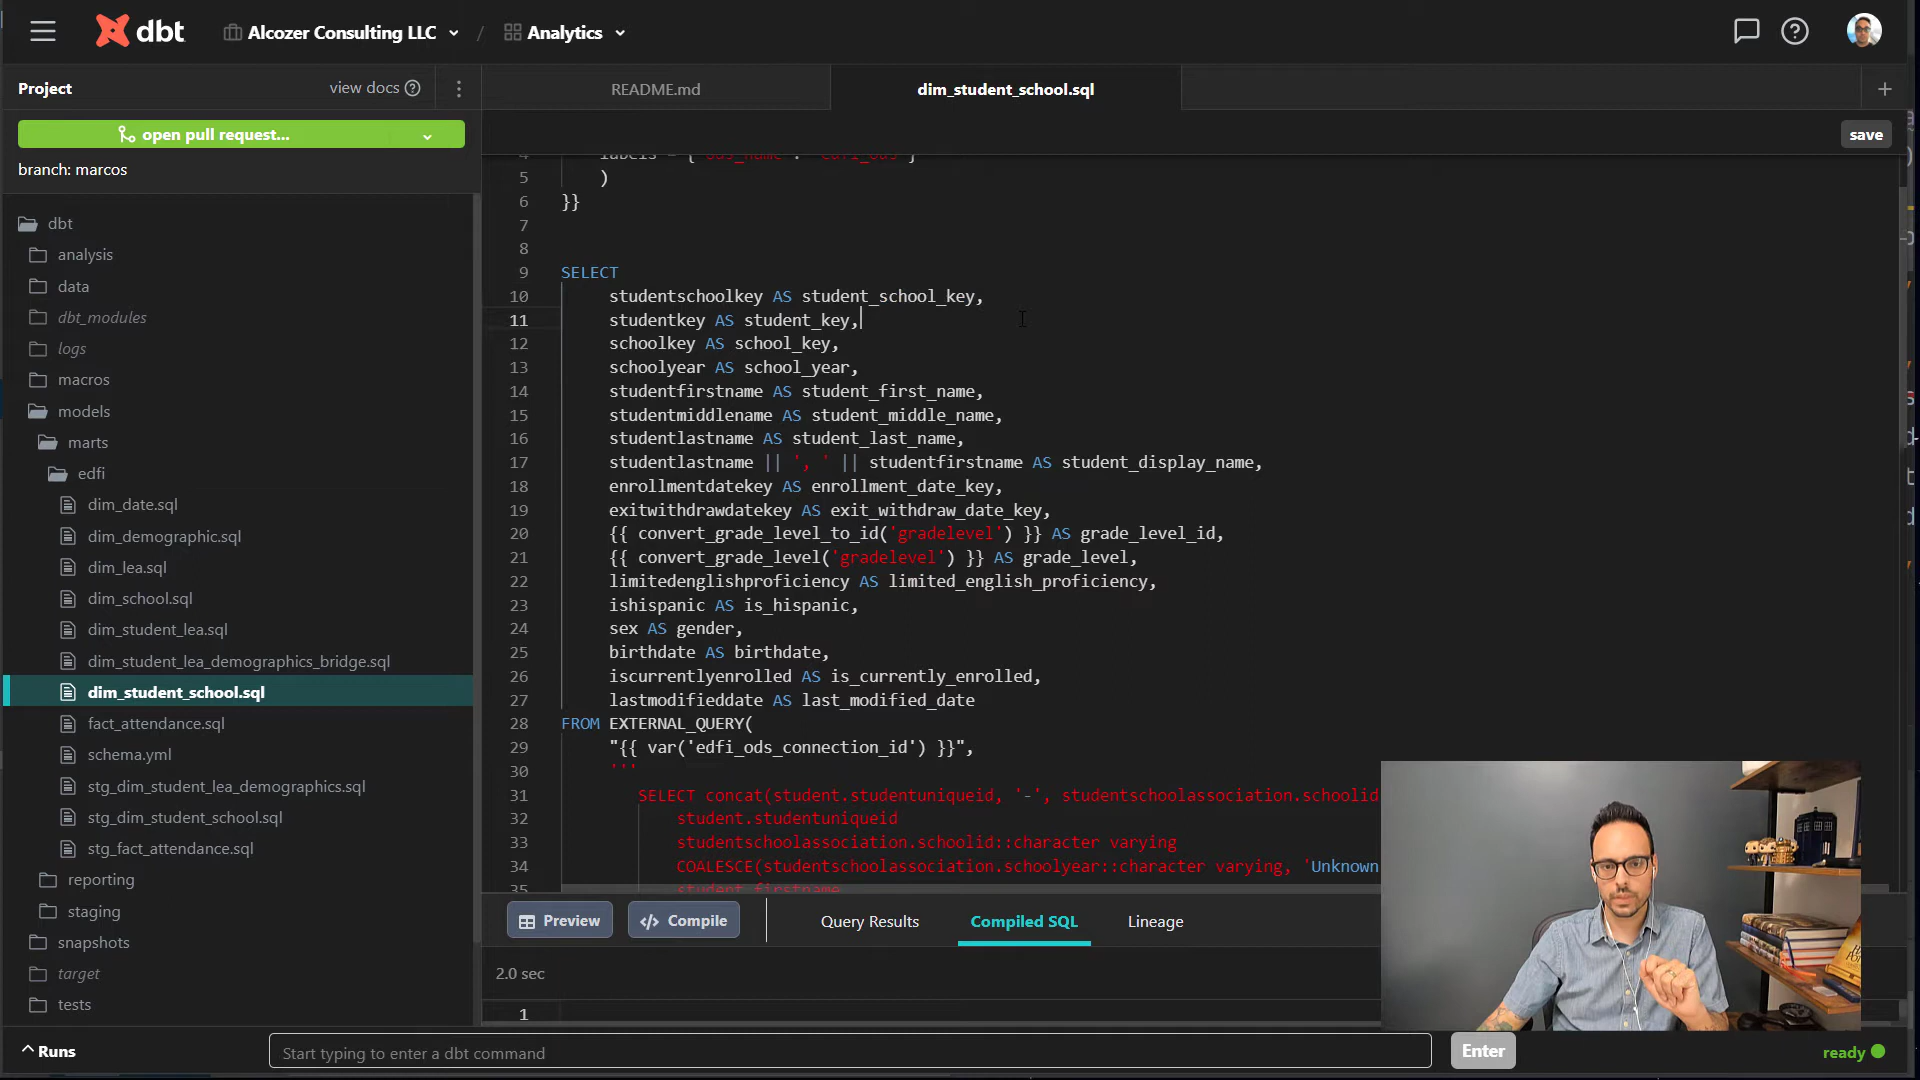 dbt
Alcozer Consulting LLC
/
Analytics
Project
view docs
README.md
dim_student_school.sql
open pull request...
save
branch: marcos
dbt
analysis
data
dbt_modules
logs
macros
models
marts
edfi
dim_date.sql
dim_demographic.sql
dim_lea.sql
dim_school.sql
dim_student_lea.sql
dim_student_lea_demographics_bridge.sql
dim_student_school.sql
fact_attendance.sql
schema.yml
stg_dim_student_lea_demographics.sql
stg_dim_student_school.sql
stg_fact_attendance.sql
reporting
staging
snapshots
target
tests
5 )
6 }}
7
8
9 SELECT
10 studentschoolkey AS student_school_key,
11 studentkey AS student_key,
12 schoolkey AS school_key,
13 schoolyear AS school_year,
14 studentfirstname AS student_first_name,
15 studentmiddlename AS student_middle_name,
16 studentlastname AS student_last_name,
17 studentlastname || ', ' || studentfirstname AS student_display_name,
18 enrollmentdatekey AS enrollment_date_key,
19 exitwithdrawdatekey AS exit_withdraw_date_key,
20 {{ convert_grade_level_to_id('gradelevel') }} AS grade_level_id,
21 {{ convert_grade_level('gradelevel') }} AS grade_level,
22 limitedenglishproficiency AS limited_english_proficiency,
23 ishispanic AS is_hispanic,
24 sex AS gender,
25 birthdate AS birthdate,
26 iscurrentlyenrolled AS is_currently_enrolled,
27 lastmodifieddate AS last_modified_date
28 FROM EXTERNAL_QUERY(
29 "{{ var('edfi_ods_connection_id') }}",
30 '''
31 SELECT concat(student.studentuniqueid, '-', studentschoolassociation.schoolid
32 student.studentuniqueid
33 studentschoolassociation.schoolid::character varying
34 COALESCE(studentschoolassociation.schoolyear::character varying, 'Unknown
35 student.firstname
Preview
Compile
Query Results
Compiled SQL
Lineage
2.0 sec
1
Runs
Start typing to enter a dbt command
Enter
ready